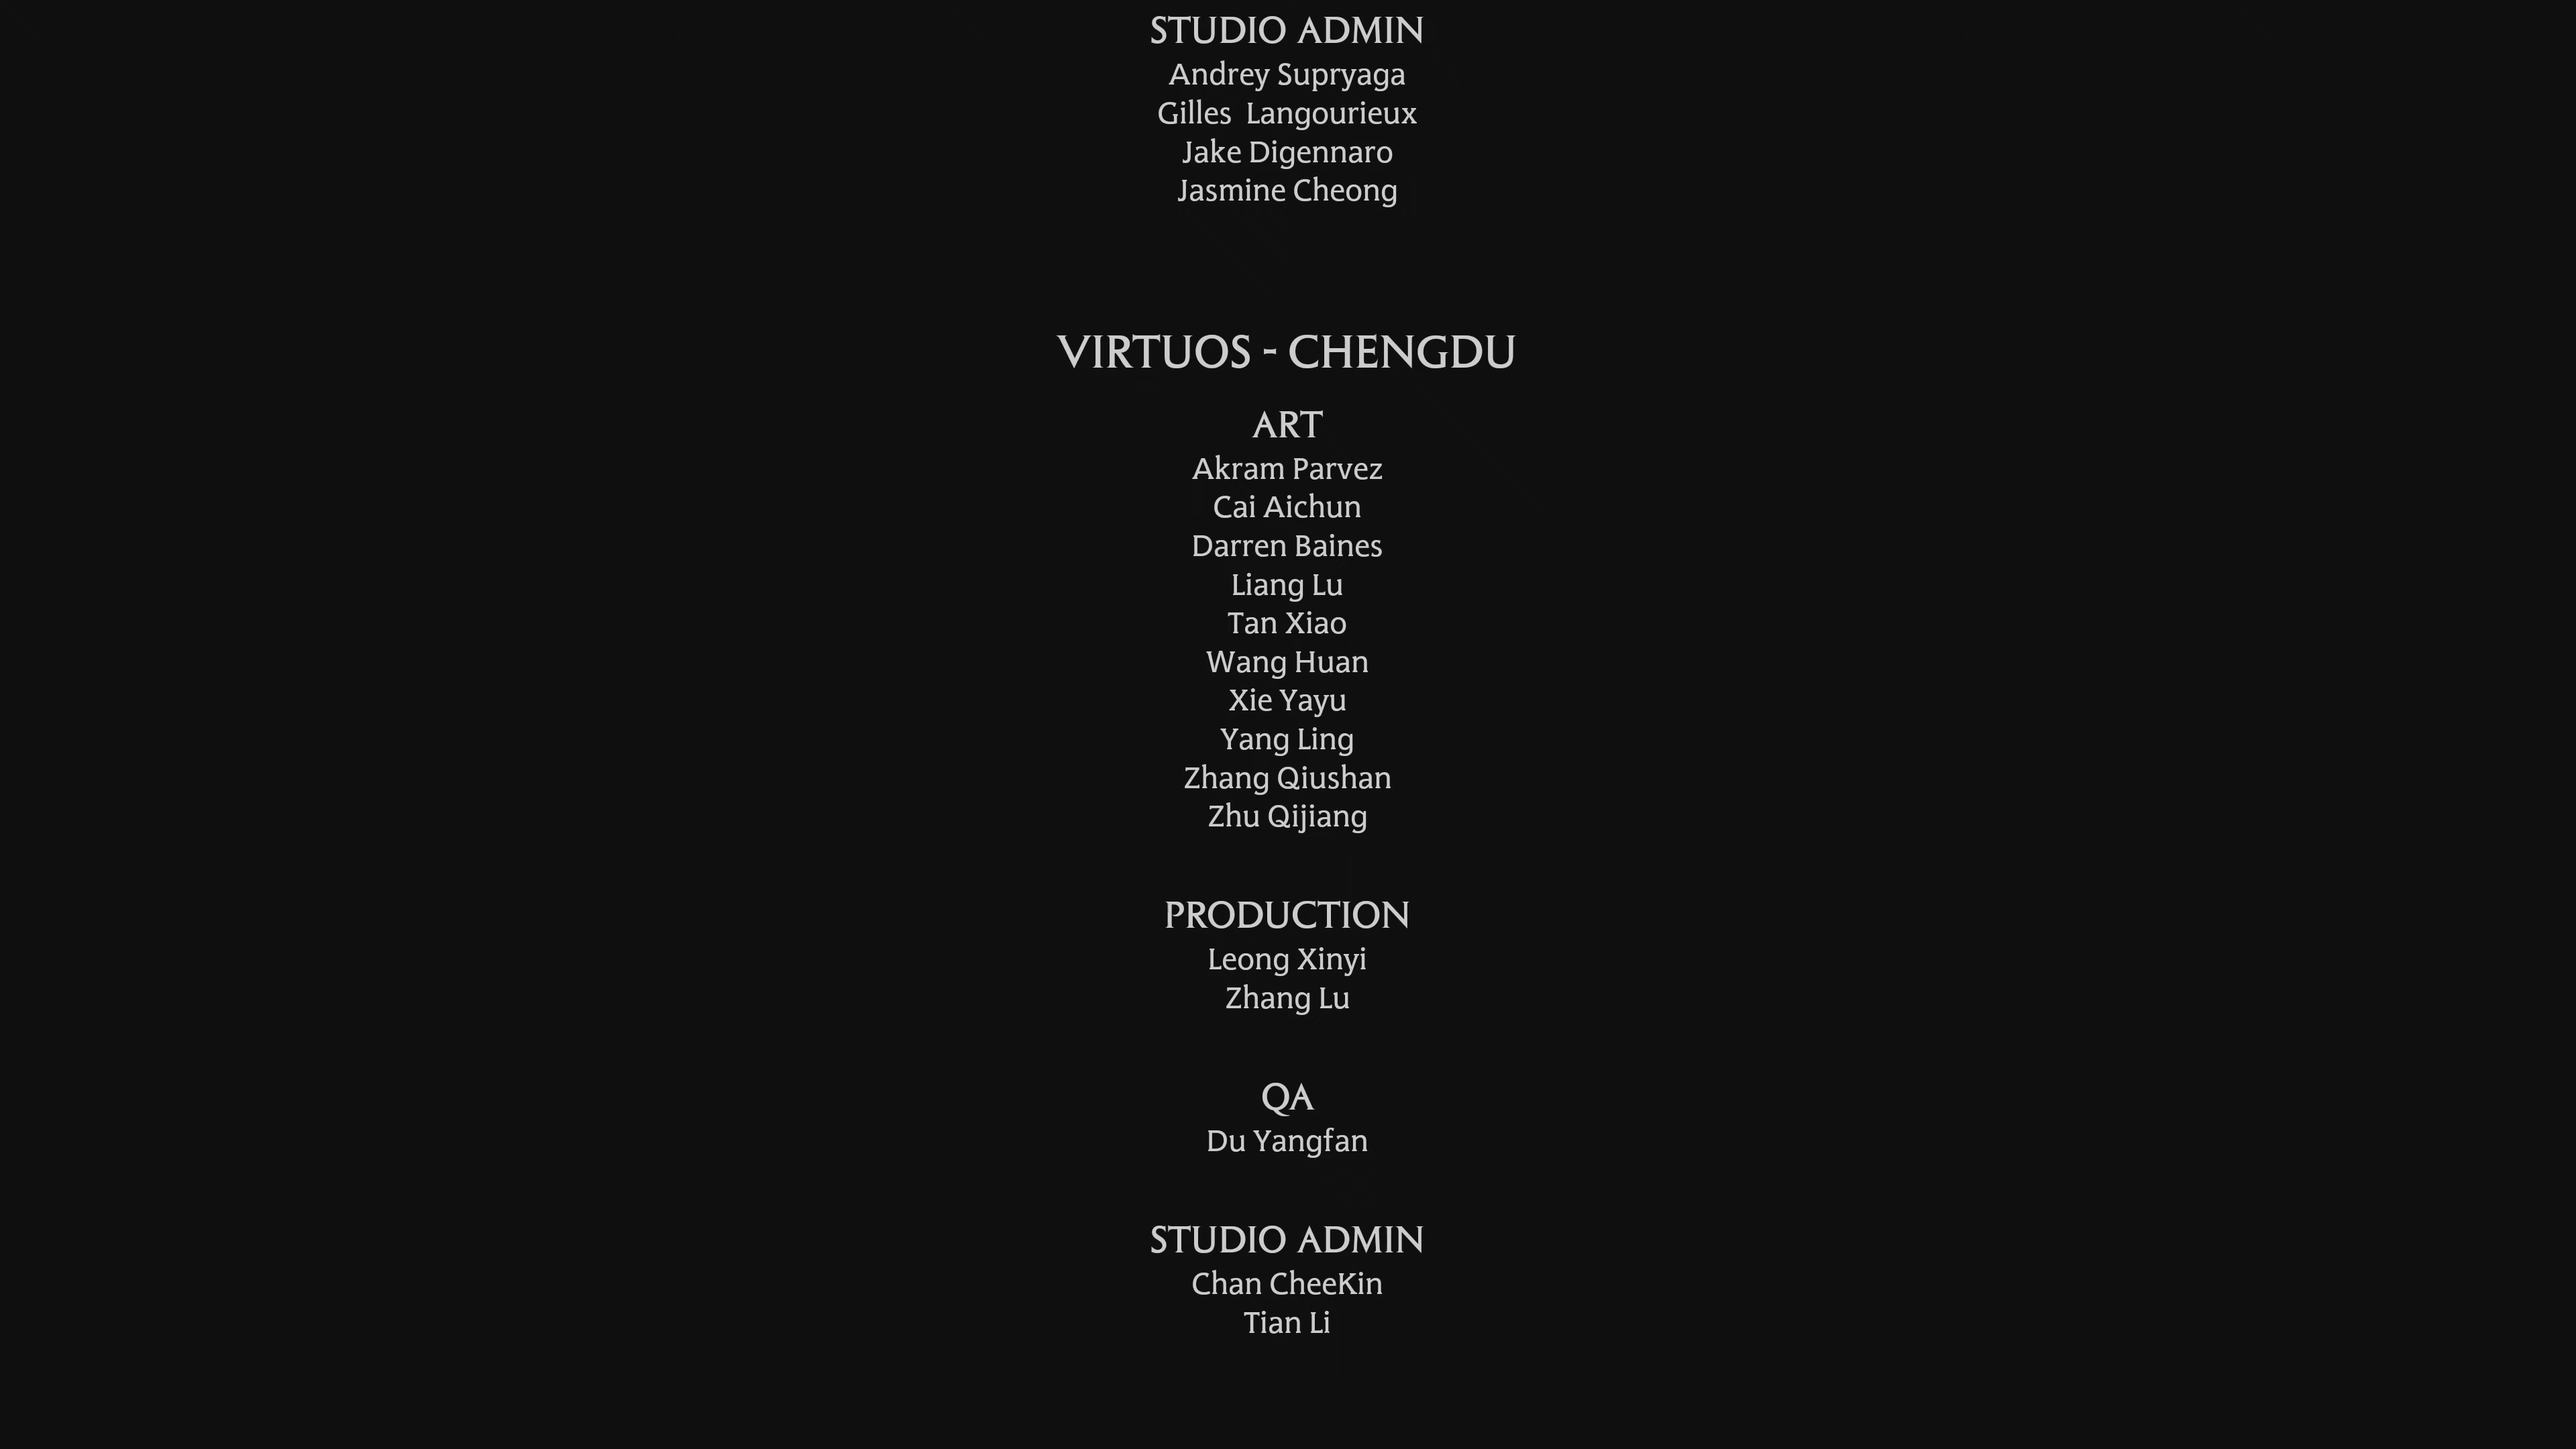 STUDIO ADMIN
Andrey Supryaga
Gilles  Langourieux
Jake Digennaro
Jasmine Cheong
VIRTUOS - CHENGDU
ART
Akram Parvez
Cai Aichun
Darren Baines
Liang Lu
Tan Xiao
Wang Huan
Xie Yayu
Yang Ling
Zhang Qiushan
Zhu Qijiang
PRODUCTION
Leong Xinyi
Zhang Lu
QA
Du Yangfan
STUDIO ADMIN
Chan CheeKin
Tian Li